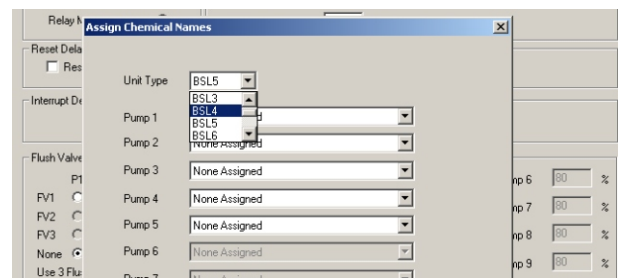 Relay
Assign Chemical Names
Reset Dela
Res
Unit Type BSL5
BSL3
BSL4
BSL5
BSL6
Interrupt De
Pump 1
Pump 2 None Assigned
Pump 3 None Assigned
Pump 4 None Assigned
Pump 5 None Assigned
Pump 6 None Assigned
Flush Valve
P1
FV1
FV2
FV3
None
Use 3 Flu
mp 6 80 %
mp 7 80 %
mp 8 80 %
mp 9 80 %